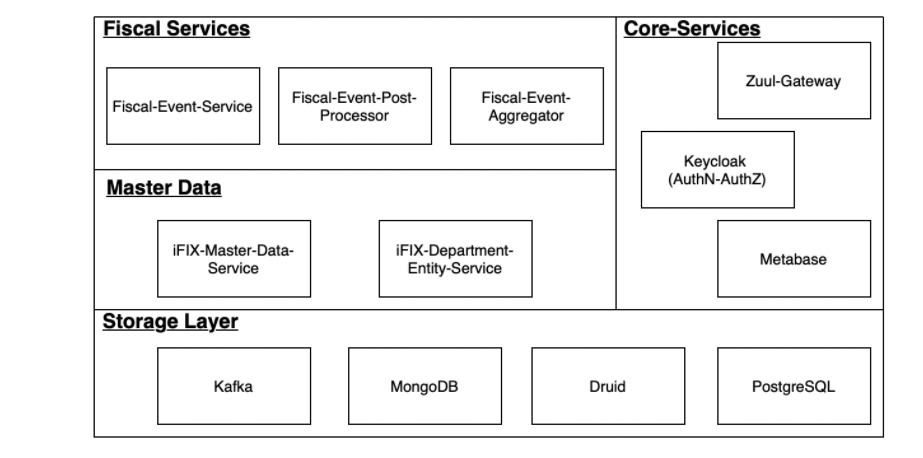 Fiscal Services
Fiscal-Event-Service
Fiscal-Event-Post-
Processor
Fiscal-Event-
Aggregator
Core-Services
Zuul-Gateway
Keycloak
(AuthN-AuthZ)
Metabase
Master Data
iFIX-Master-Data-
Service
iFIX-Department-
Entity-Service
Storage Layer
Kafka
MongoDB
Druid
PostgreSQL